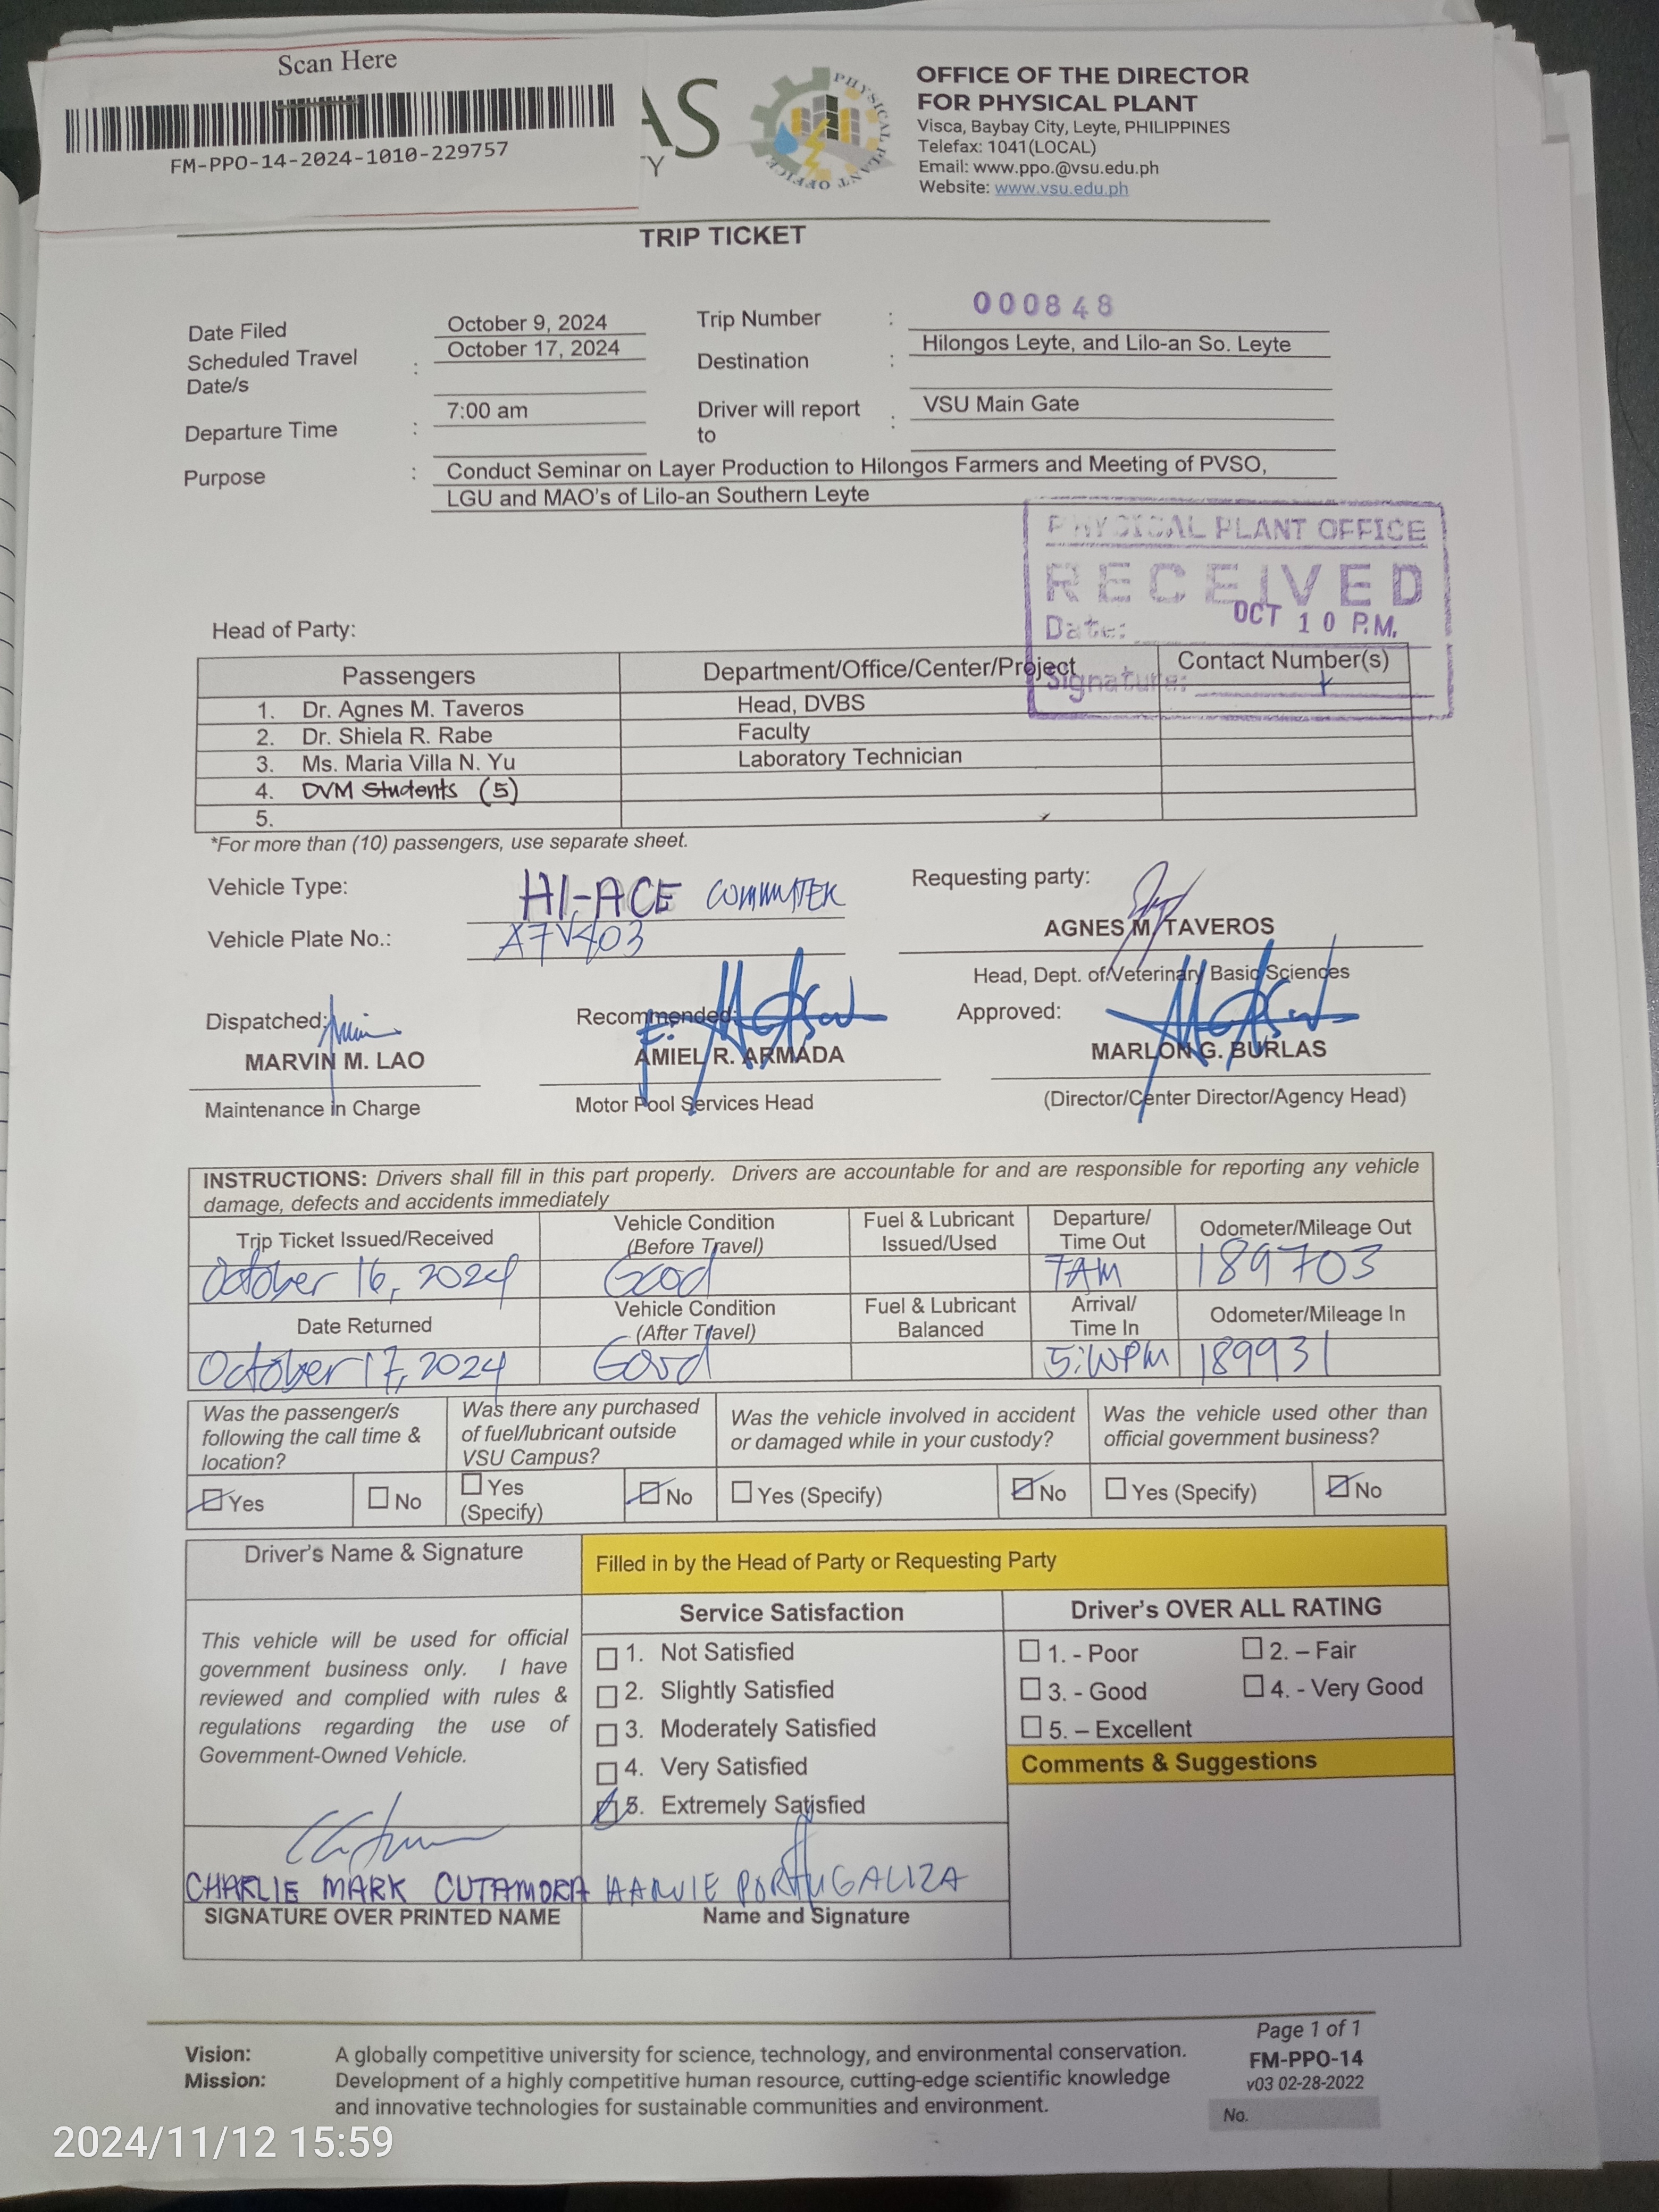 Scan Here
FM-PPO-14-2024-1010-229757
AS
TY
PHYSICAL PLANT OFFICE
OFFICE OF THE DIRECTOR
FOR PHYSICAL PLANT
Visca, Baybay City, Leyte, PHILIPPINES
Telefax: 1041(LOCAL)
Email: www.ppo.@vsu.edu.ph
Website: www.vsu.edu.ph
TRIP TICKET
Date Filed October 9, 2024 Trip Number : 000848
Scheduled Travel Date/s : October 17, 2024 Destination : Hilongos Leyte, and Lilo-an So. Leyte
Departure Time : 7:00 am Driver will report to : VSU Main Gate
Purpose : Conduct Seminar on Layer Production to Hilongos Farmers and Meeting of PVSO,
LGU and MAO's of Lilo-an Southern Leyte
PHYSICAL PLANT OFFICE
RECEIVED
Date: OCT 10 P.M.
Signature:
Head of Party:
Passengers Department/Office/Center/Project Contact Number(s)
1. Dr. Agnes M. Taveros Head, DVBS
2. Dr. Shiela R. Rabe Faculty
3. Ms. Maria Villa N. Yu Laboratory Technician
4. DVM Students (5)
5.
*For more than (10) passengers, use separate sheet.
Vehicle Type: HI-ACE COMMUTER Requesting party:
AGNES M. TAVEROS
Vehicle Plate No.: A7V403
Head, Dept. of Veterinary Basic Sciences
Dispatched: Recommended: Approved:
MARVIN M. LAO AMIEL R. ARMADA MARLON G. BURLAS
Maintenance in Charge Motor Pool Services Head (Director/Center Director/Agency Head)
INSTRUCTIONS: Drivers shall fill in this part properly. Drivers are accountable for and are responsible for reporting any vehicle
damage, defects and accidents immediately
Trip Ticket Issued/Received Vehicle Condition (Before Travel) Fuel & Lubricant Issued/Used Departure/ Time Out Odometer/Mileage Out
October 16, 2024 Good 7AM 189703
Date Returned Vehicle Condition (After Travel) Fuel & Lubricant Balanced Arrival/ Time In Odometer/Mileage In
October 17, 2024 Good 5:00PM 189931
Was the passenger/s following the call time & location? Was there any purchased of fuel/lubricant outside VSU Campus? Was the vehicle involved in accident or damaged while in your custody? Was the vehicle used other than official government business?
Yes No Yes (Specify) No Yes (Specify) No Yes (Specify) No
Driver's Name & Signature Filled in by the Head of Party or Requesting Party
Service Satisfaction Driver's OVER ALL RATING
This vehicle will be used for official
government business only. I have
reviewed and complied with rules &
regulations regarding the use of
Government-Owned Vehicle.
1. Not Satisfied
2. Slightly Satisfied
3. Moderately Satisfied
4. Very Satisfied
5. Extremely Satisfied
1. - Poor 2. – Fair
3. - Good 4. - Very Good
5. – Excellent
Comments & Suggestions
CHARLIE MARK CUTAMORA PORTUGALIZA
SIGNATURE OVER PRINTED NAME Name and Signature
Vision: A globally competitive university for science, technology, and environmental conservation.
Mission: Development of a highly competitive human resource, cutting-edge scientific knowledge
and innovative technologies for sustainable communities and environment.
Page 1 of 1
FM-PPO-14
v03 02-28-2022
No.
2024/11/12 15:59